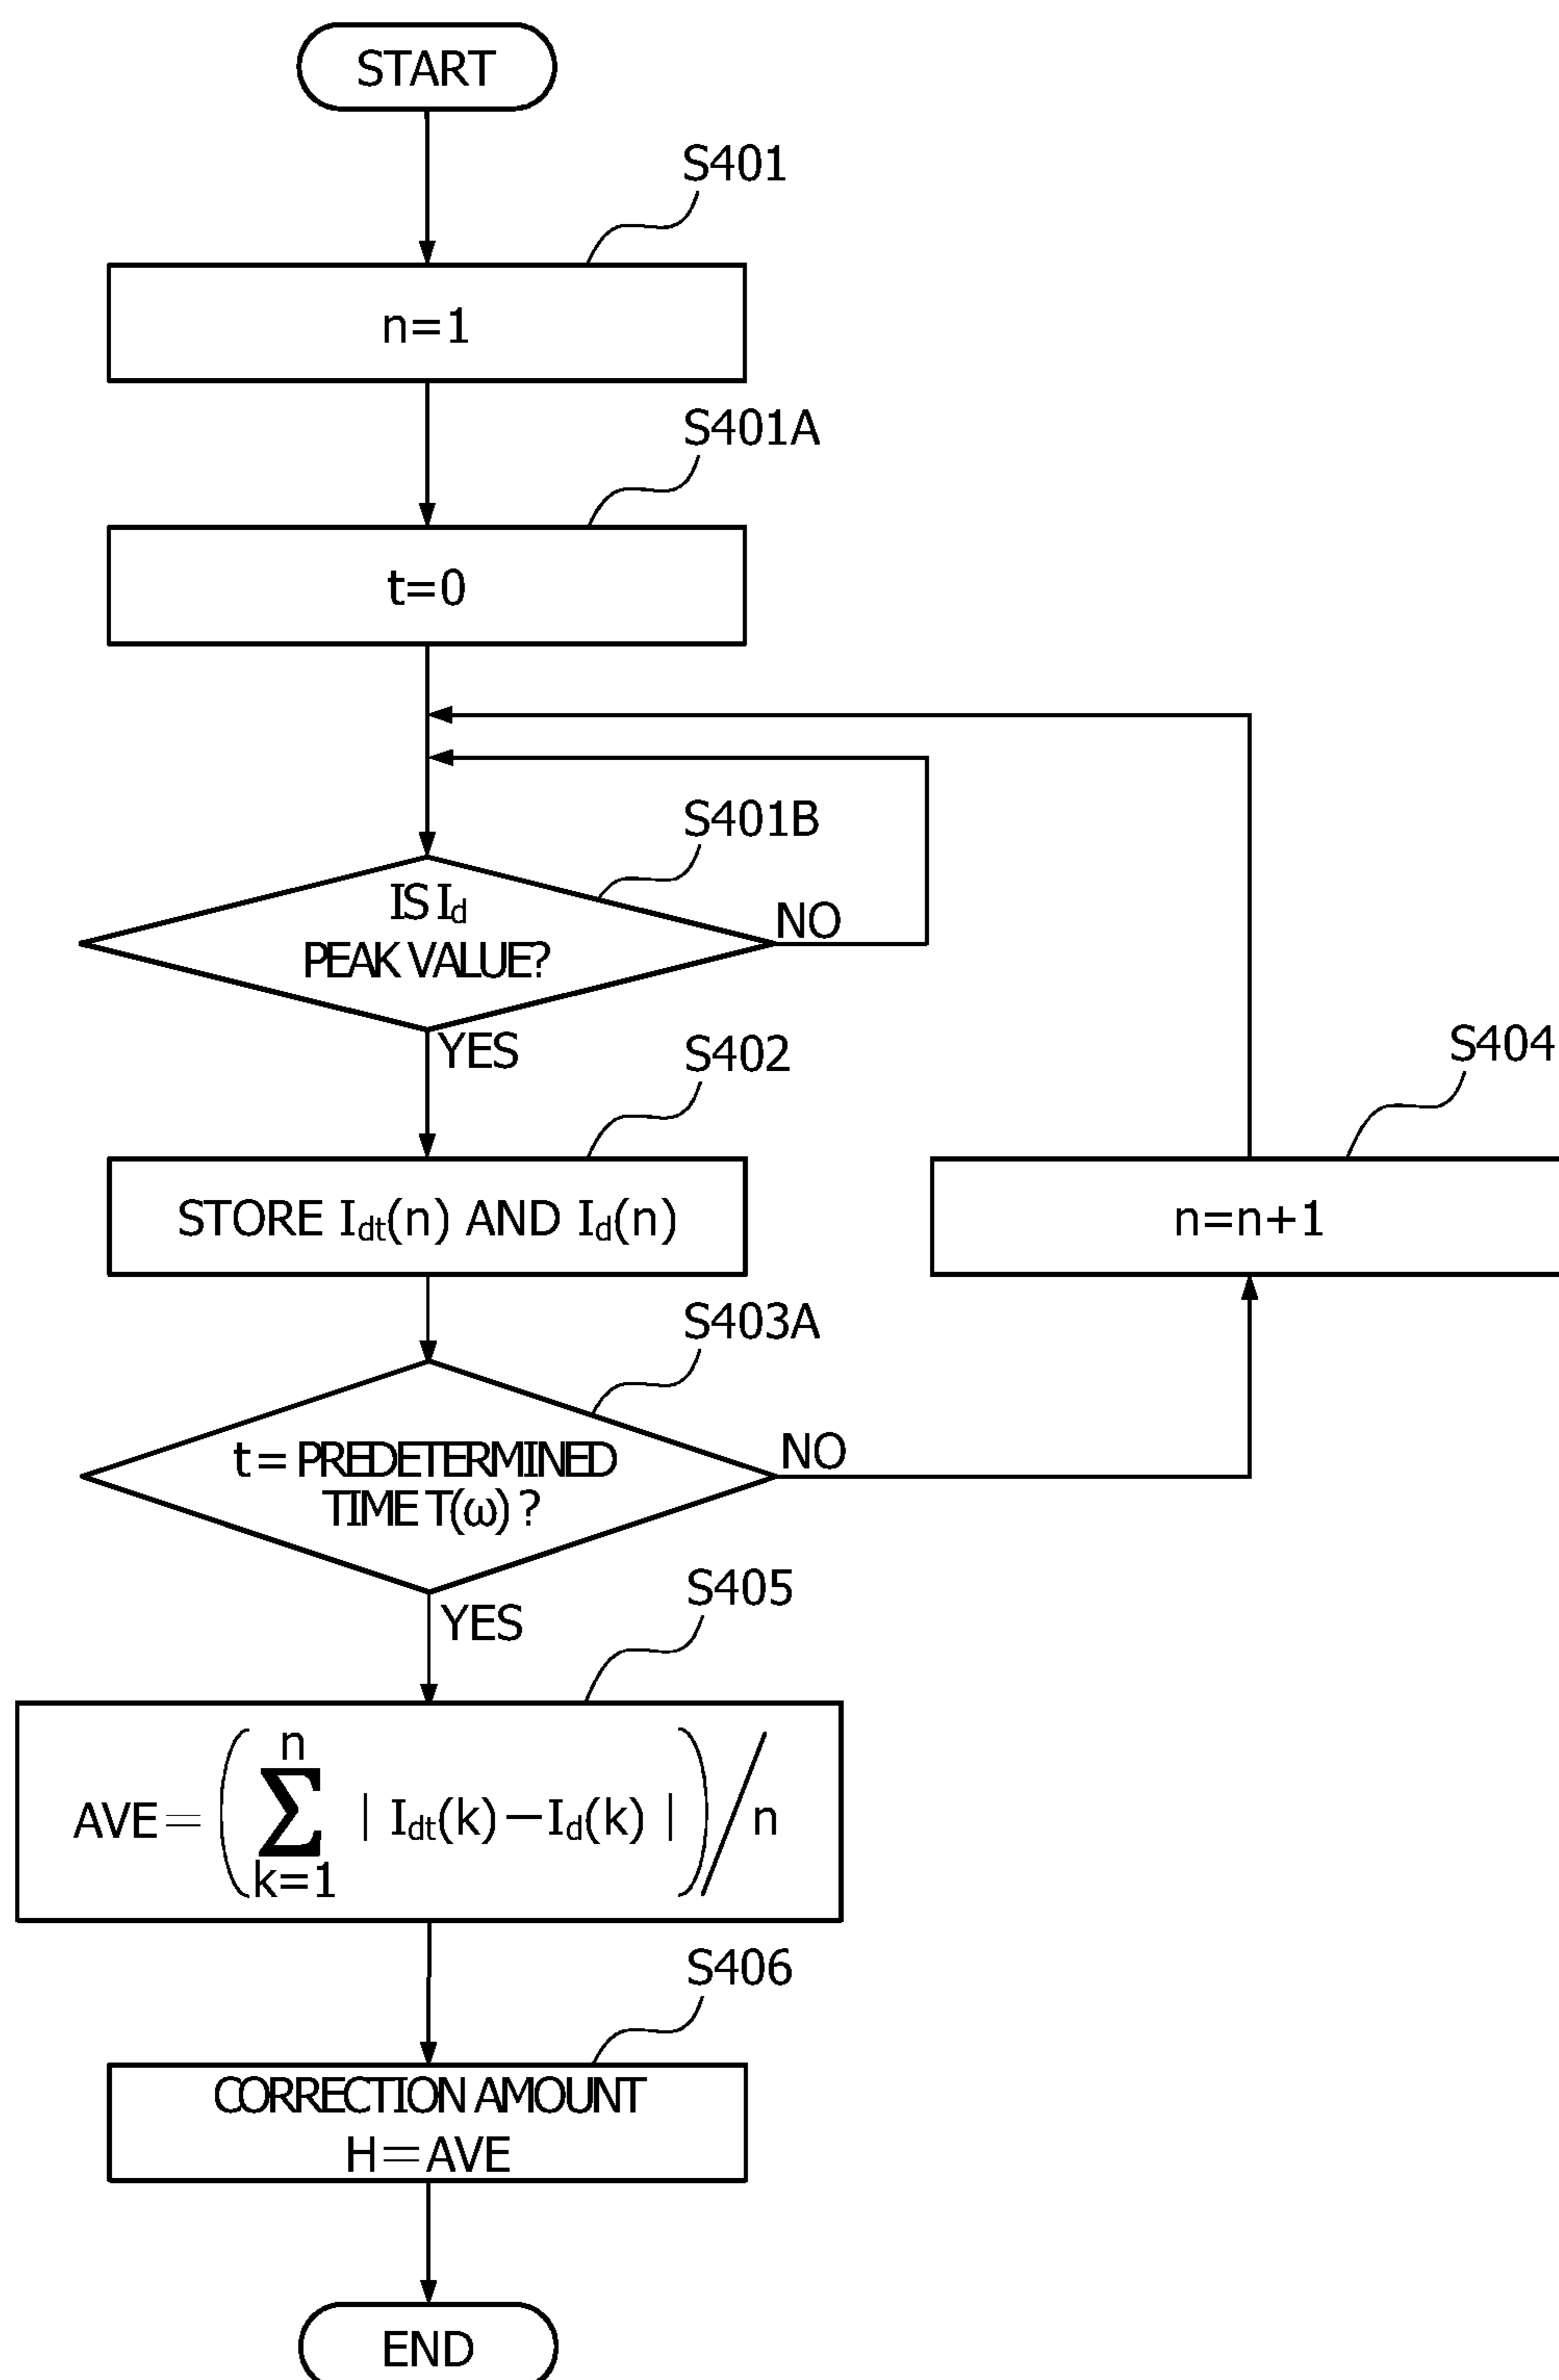 START
S401
n=1
S401A
t=0
S401B
IS Id
PEAK VALUE?
NO
YES
S402
S404
STORE Idt(n) AND Id(n)
n=n+1
S403A
t=PREDETERMINED
TIME T(ω)?
NO
YES
S405
AVE=(∑ n k=1 |Idt(k)−Id(k)|)/n
S406
CORRECTION AMOUNT
H=AVE
END